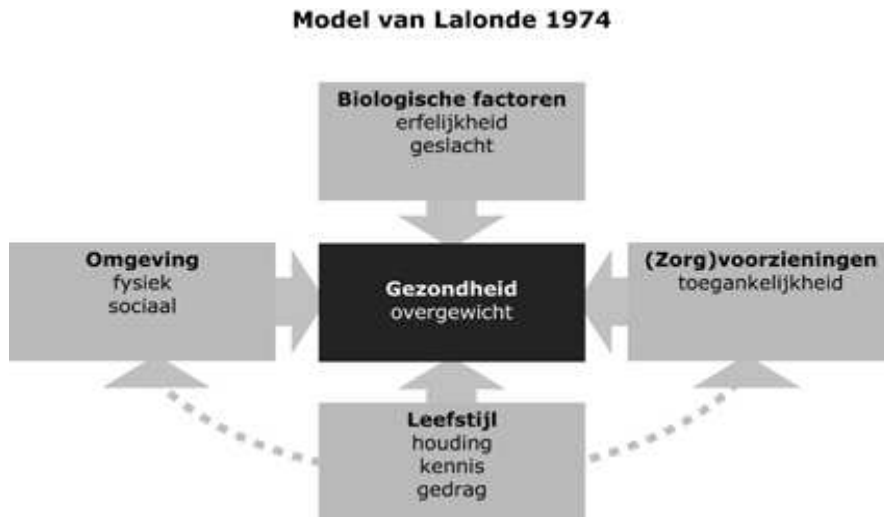 Model van Lalonde 1974
Biologische factoren
erfelijkheid
geslacht
Omgeving
fysiek
sociaal
Gezondheid
overgewicht
(Zorg)voorzieningen
toegankelijkheid
Leefstijl
houding
kennis
gedrag